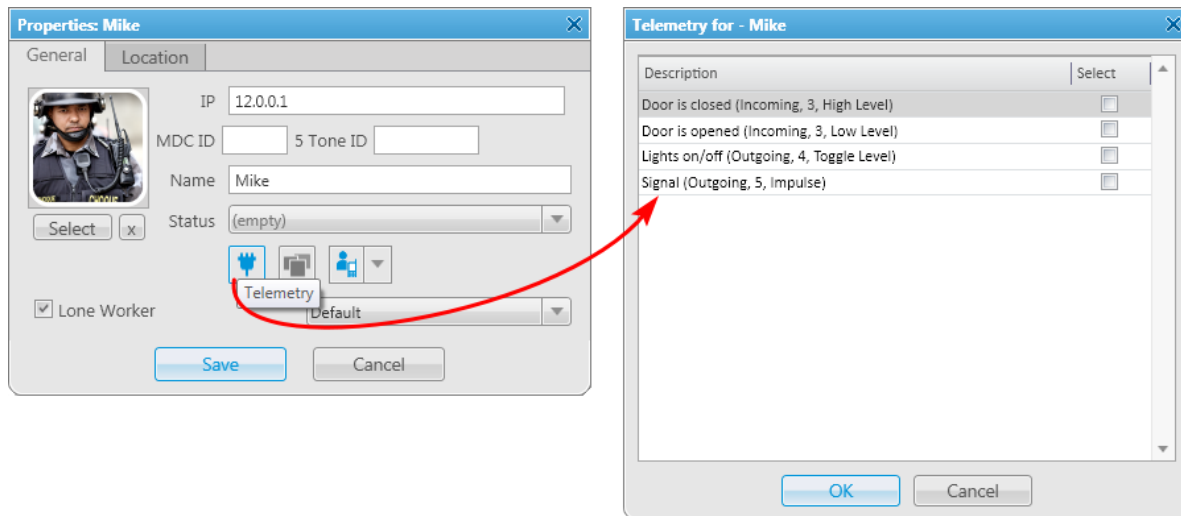 Properties: Mike
General
Location
IP 12.0.0.1
MDC ID
5 Tone ID
Name Mike
Select x
Status (empty)
Telemetry
Lone Worker
Default
Save
Cancel
Telemetry for - Mike
Description Select
Door is closed (Incoming, 3, High Level)
Door is opened (Incoming, 3, Low Level)
Lights on/off (Outgoing, 4, Toggle Level)
Signal (Outgoing, 5, Impulse)
OK
Cancel